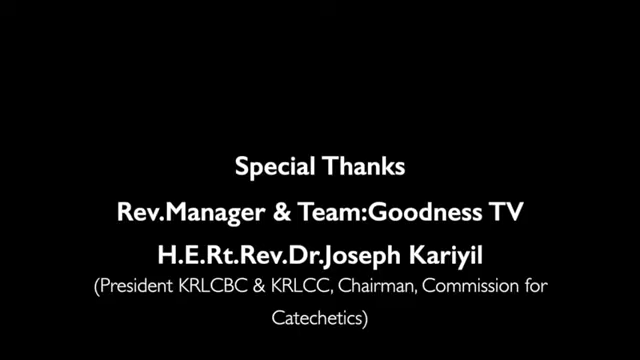 Special Thanks
Rev.Manager & Team:Goodness TV
H.E.Rt.Rev.Dr.Joseph Kariyil
(President KRLCBC & KRLCC, Chairman, Commission for
Catechetics)